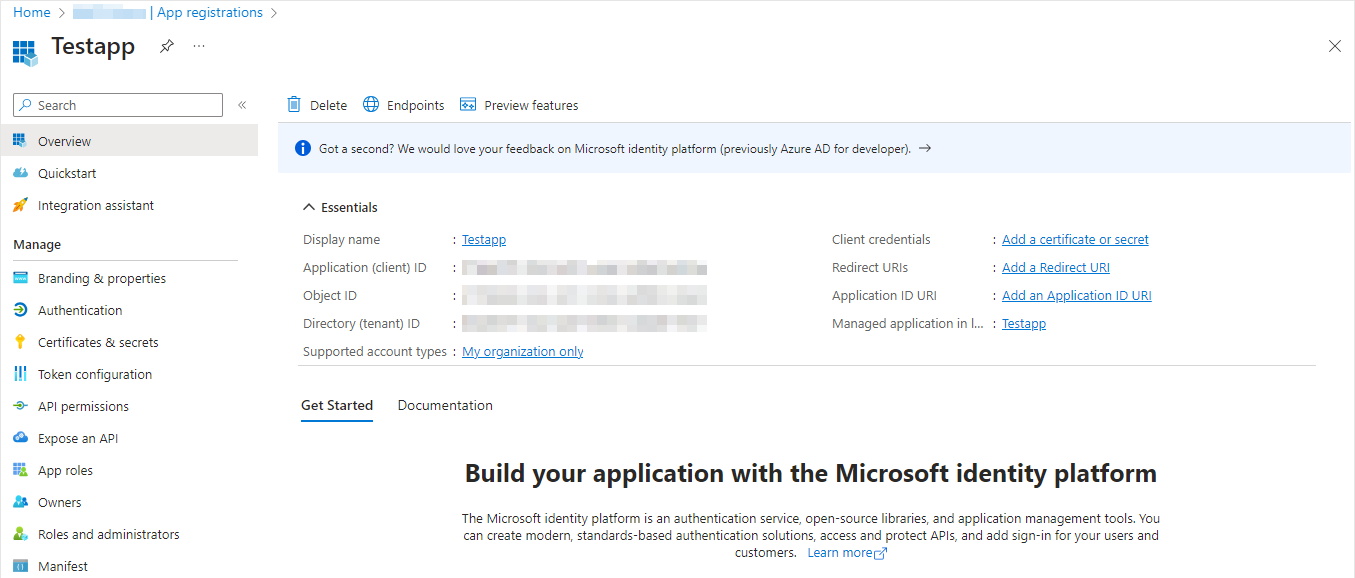 Home > | App registrations >
Testapp ...
Search «
Overview
Quickstart
Integration assistant
Manage
Branding & properties
Authentication
Certificates & secrets
Token configuration
API permissions
Expose an API
App roles
Owners
Roles and administrators
Manifest
Delete Endpoints Preview features
Got a second? We would love your feedback on Microsoft identity platform (previously Azure AD for developer). →
Essentials
Display name : Testapp
Application (client) ID :
Object ID :
Directory (tenant) ID :
Supported account types : My organization only
Client credentials : Add a certificate or secret
Redirect URIs : Add a Redirect URI
Application ID URI : Add an Application ID URI
Managed application in l... : Testapp
Get Started Documentation
Build your application with the Microsoft identity platform
The Microsoft identity platform is an authentication service, open-source libraries, and application management tools. You
can create modern, standards-based authentication solutions, access and protect APIs, and add sign-in for your users and
customers. Learn more